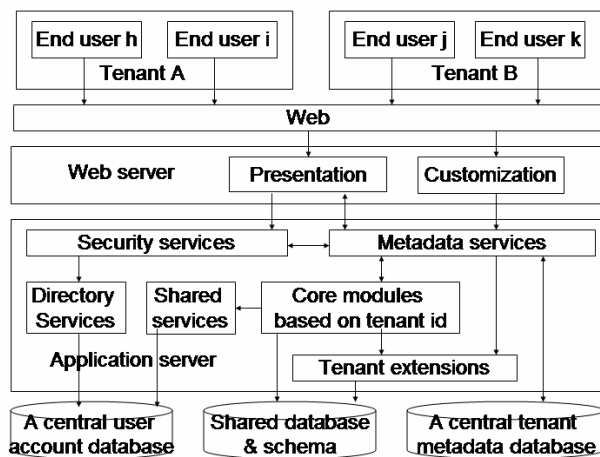 End user h
End user i
Tenant A
End user j
End user k
Tenant B
Web
Web server
Presentation
Customization
Security services
Metadada services
Directory
Services
Shared
services
Core modules
based on tenant id
Application server
Tenant extensions
A central user
account database
Shared database
& schema
A central tenant
metadata database